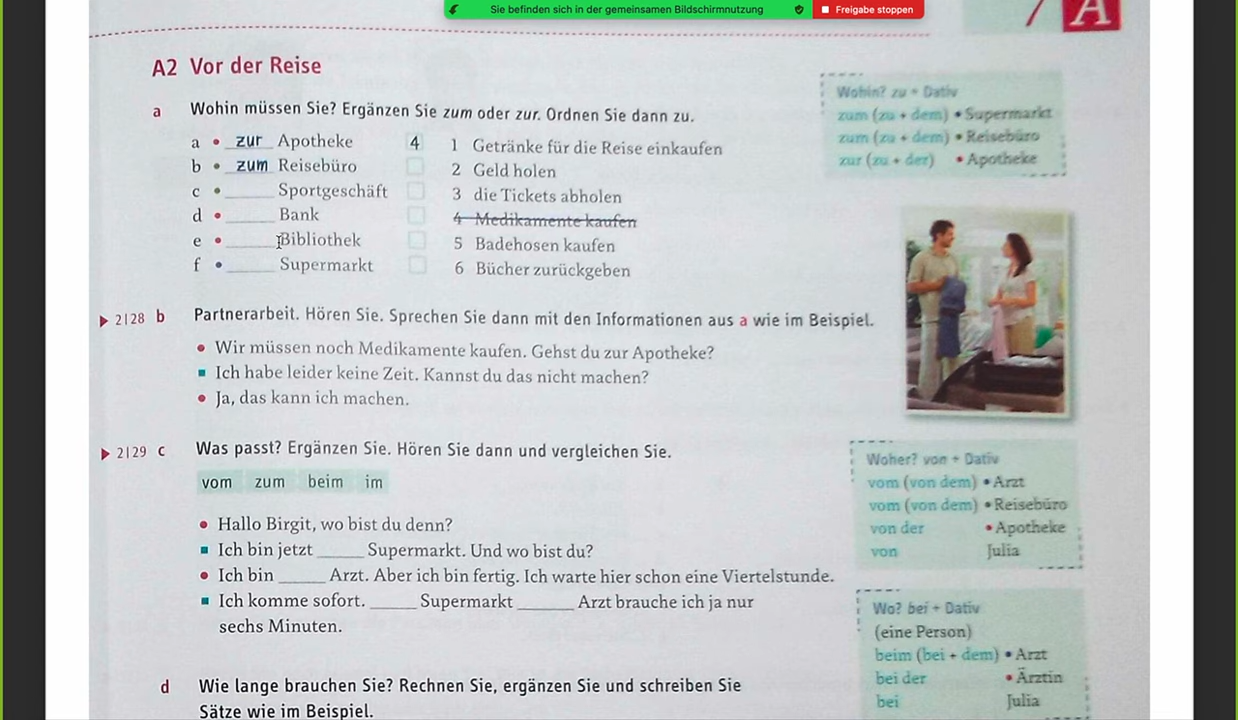 Sie befinden sich in der gemeinsamen Bildschirmnutzung
Freigabe stoppen
A
A2 Vor der Reise
a Wohin müssen Sie? Ergänzen Sie zum oder zur. Ordnen Sie dann zu.
a • zur Apotheke 4
b • zum Reisebüro
c • ____ Sportgeschäft
d • ____ Bank
e • ____ Bibliothek
f • ____ Supermarkt
1 Getränke für die Reise einkaufen
2 Geld holen
3 die Tickets abholen
4 Medikamente kaufen
5 Badehosen kaufen
6 Bücher zurückgeben
Wohin? zu + Dativ
zum (zu + dem) • Supermarkt
zum (zu + dem) • Reisebüro
zur (zu + der) • Apotheke
▶ 2|28 b Partnerarbeit. Hören Sie. Sprechen Sie dann mit den Informationen aus a wie im Beispiel.
• Wir müssen noch Medikamente kaufen. Gehst du zur Apotheke?
▪ Ich habe leider keine Zeit. Kannst du das nicht machen?
• Ja, das kann ich machen.
▶ 2|29 c Was passt? Ergänzen Sie. Hören Sie dann und vergleichen Sie.
vom zum beim im
• Hallo Birgit, wo bist du denn?
▪ Ich bin jetzt ____ Supermarkt. Und wo bist du?
• Ich bin ____ Arzt. Aber ich bin fertig. Ich warte hier schon eine Viertelstunde.
▪ Ich komme sofort. ____ Supermarkt ____ Arzt brauche ich ja nur
sechs Minuten.
Woher? von + Dativ
vom (von dem) • Arzt
vom (von dem) • Reisebüro
von der • Apotheke
von Julia
Wo? bei + Dativ
(eine Person)
beim (bei + dem) • Arzt
bei der • Ärztin
bei Julia
d Wie lange brauchen Sie? Rechnen Sie, ergänzen Sie und schreiben Sie
Sätze wie im Beispiel.